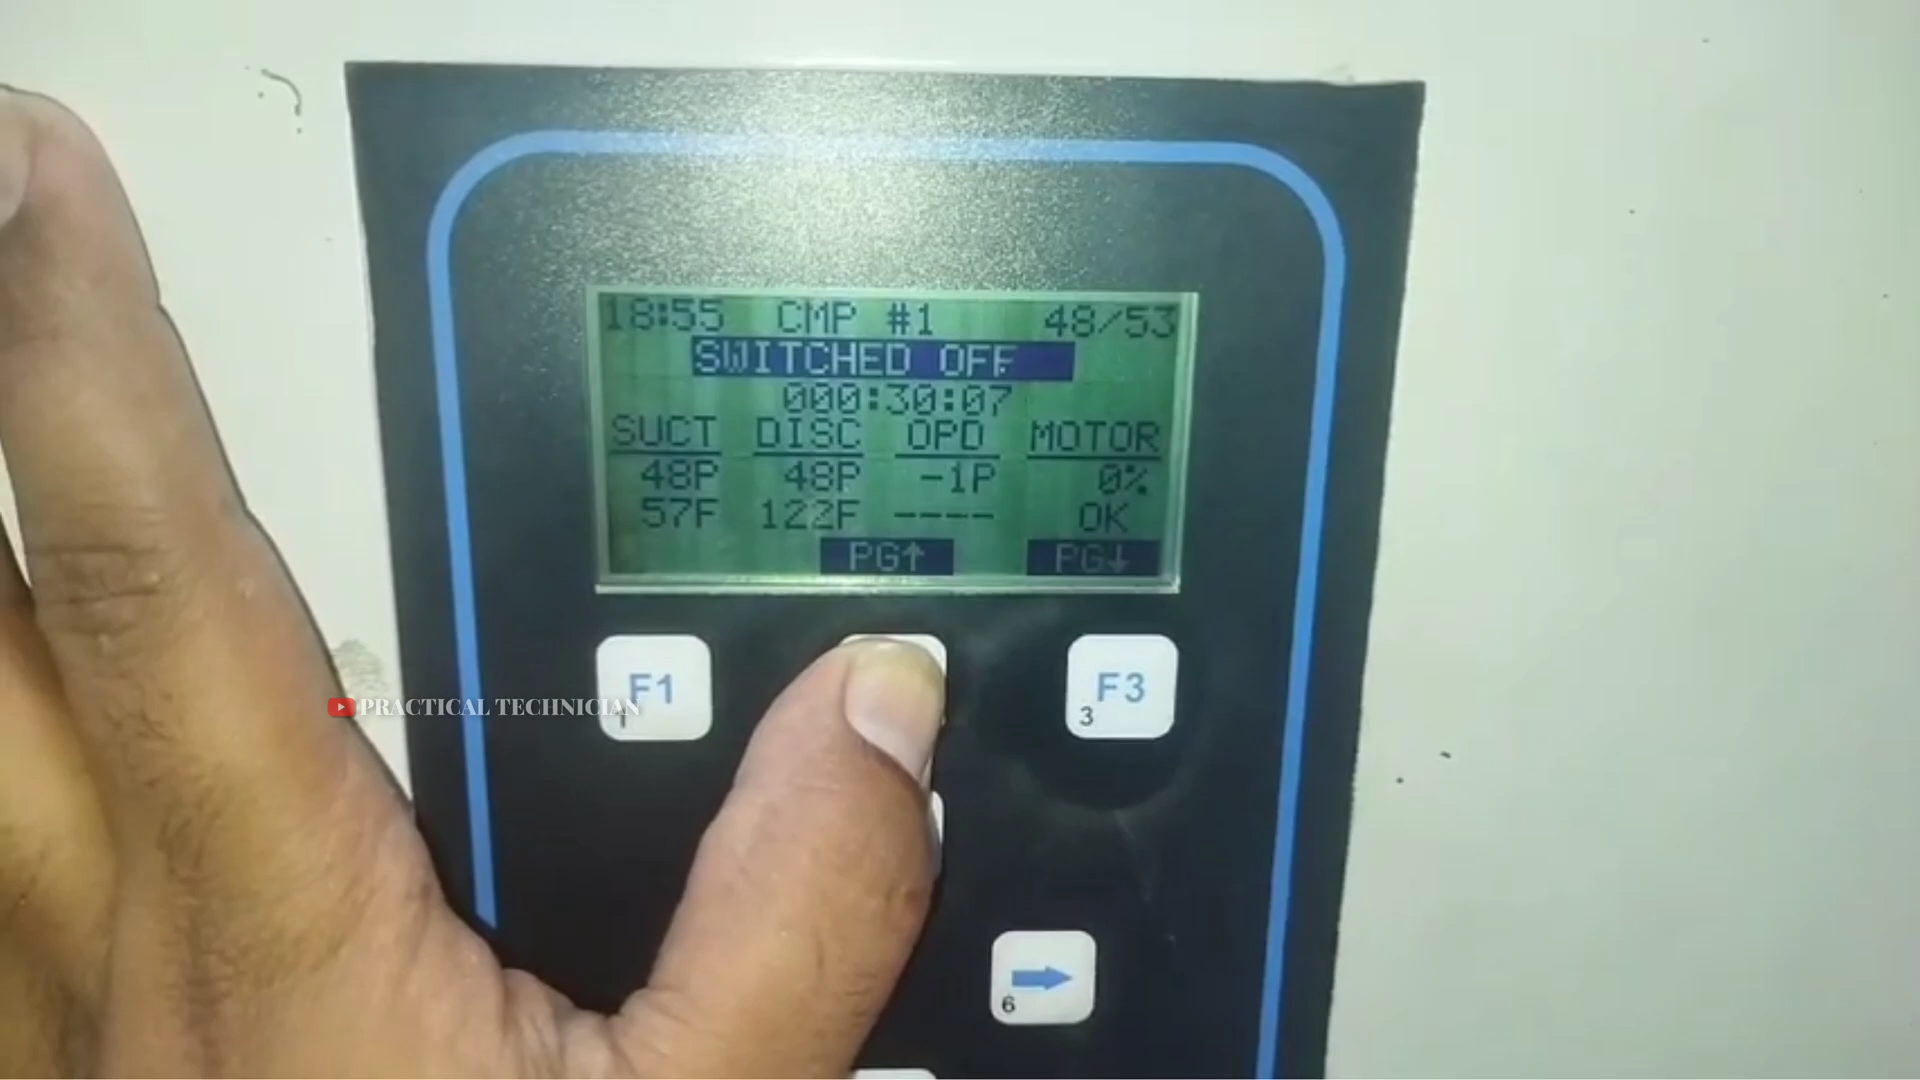 18:55 CMP #1 48/53
SWITCHED OFF
000:30:07
SUCT DISC OPD MOTOR
48P 48P -1P 0%
57F 122F ---- OK
PG↑ PG↓
F1
1
F3
3
PRACTICAL TECHNICIAN
6